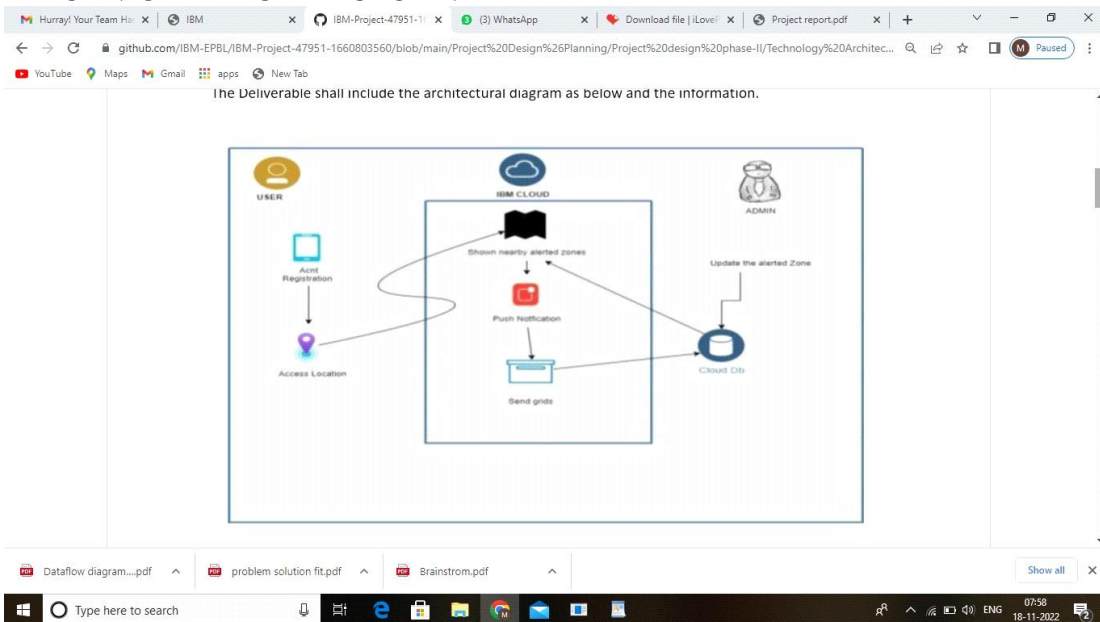 Hurray! Your Team Ha
IBM
IBM-Project-47951-1
(3) WhatsApp
Download file | iLoveP
Project report.pdf
github.com/IBM-EPBL/IBM-Project-47951-1660803560/blob/main/Project%20Design%26Planning/Project%20design%20phase-II/Technology%20Architec...
M
Paused
YouTube
Maps
Gmail
apps
New Tab
The Deliverable shall include the architectural diagram as below and the information.
USER
IBM CLOUD
ADMIN
Shown nearby alerted zones
Update the alerted Zone
Acnt
Registration
Push Notfication
Access Location
Cloud Db
Send grids
Dataflow diagram....pdf
problem solution fit.pdf
Brainstrom.pdf
Show all
Type here to search
ENG
07:58
18-11-2022